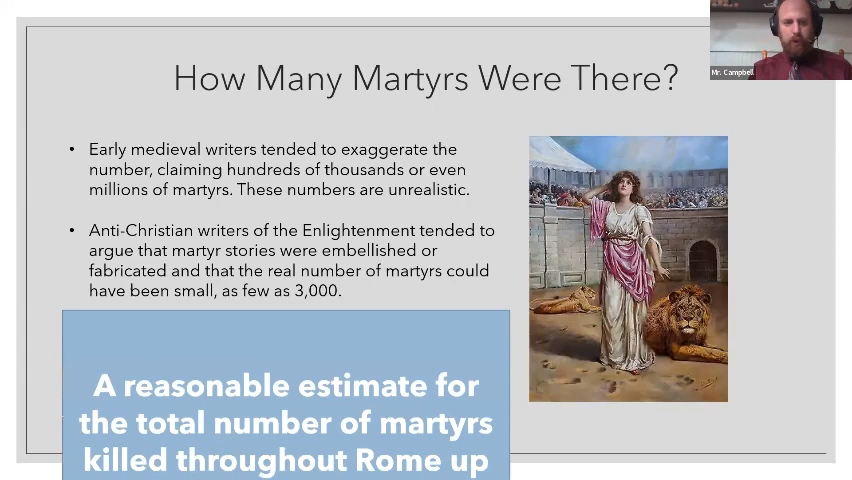 How Many Martyrs Were There?
Mr. Campbell
• Early medieval writers tended to exaggerate the
number, claiming hundreds of thousands or even
millions of martyrs. These numbers are unrealistic.
• Anti-Christian writers of the Enlightenment tended to
argue that martyr stories were embellished or
fabricated and that the real number of martyrs could
have been small, as few as 3,000.
A reasonable estimate for
the total number of martyrs
killed throughout Rome up